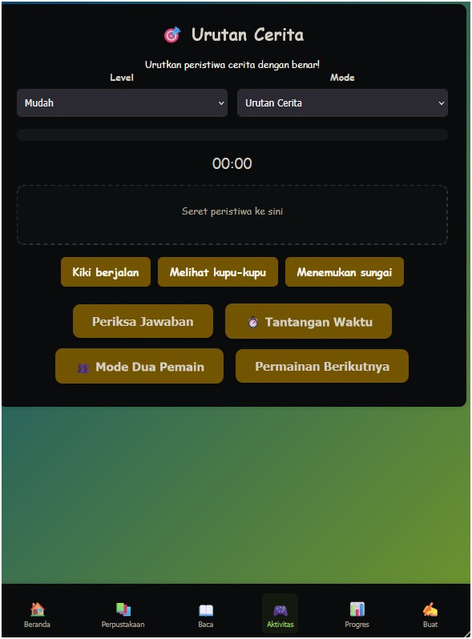 🎯 Urutan Cerita
Urutkan peristiwa cerita dengan benar!
Level Mode
Mudah Urutan Cerita
00:00
Seret peristiwa ke sini
Kiki berjalan Melihat kupu-kupu Menemukan sungai
Periksa Jawaban ⏰ Tantangan Waktu
👥 Mode Dua Pemain Permainan Berikutnya
Beranda Perpustakaan Baca Aktivitas Progres Buat